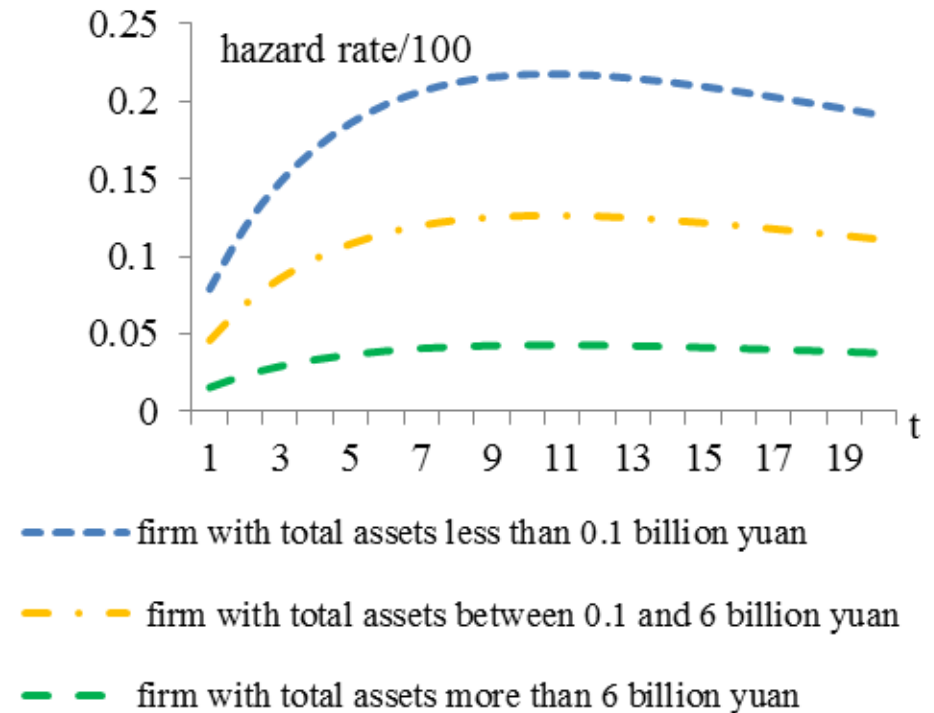 0.25
hazard rate/100
0.2
0.15
0.1
0.05
0
t
1 3 5 7 9 11 13 15 17 19
firm with total assets less than 0.1 billion yuan
firm with total assets between 0.1 and 6 billion yuan
firm with total assets more than 6 billion yuan